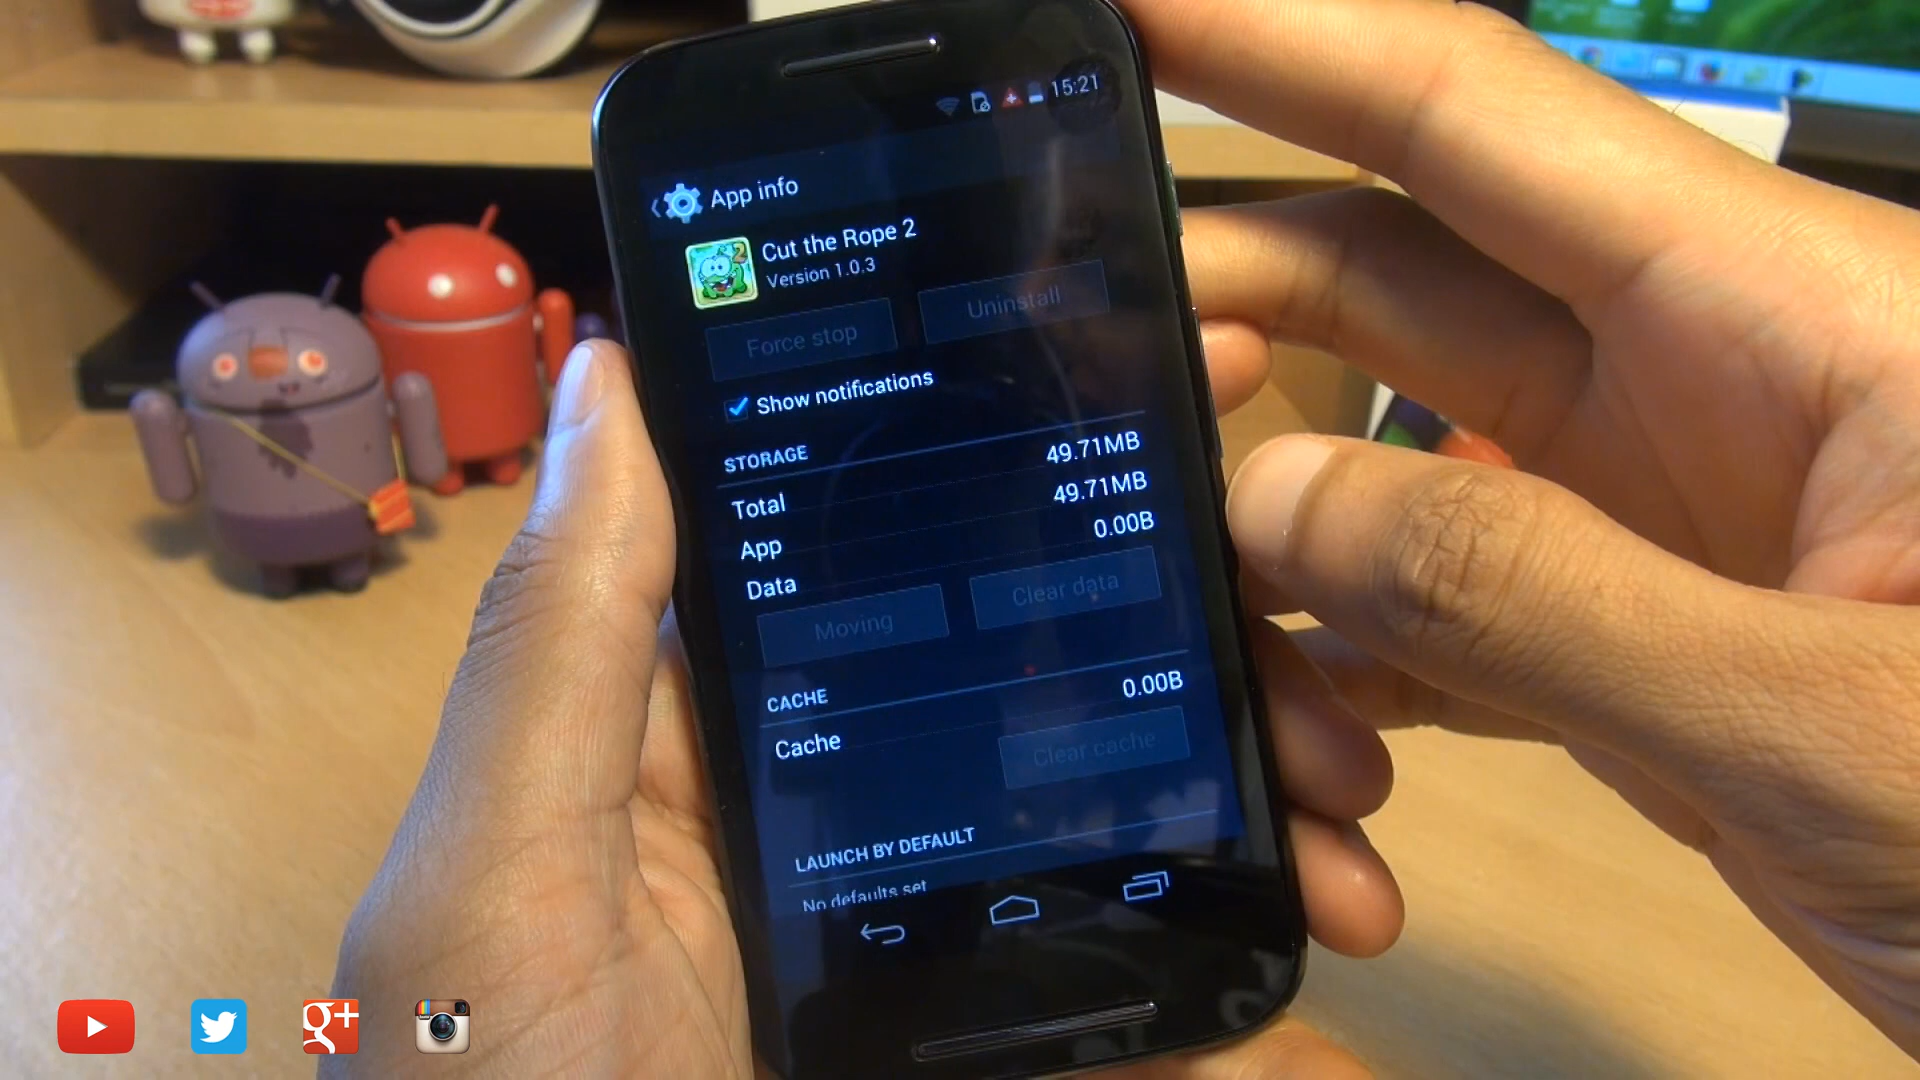 15:21
App info
Cut the Rope 2
Version 1.0.3
Force stop
Uninstall
Show notifications
STORAGE
Total 49.71MB
App 49.71MB
Data 0.00B
Moving
Clear data
CACHE
Cache 0.00B
Clear cache
LAUNCH BY DEFAULT
No defaults set
g+